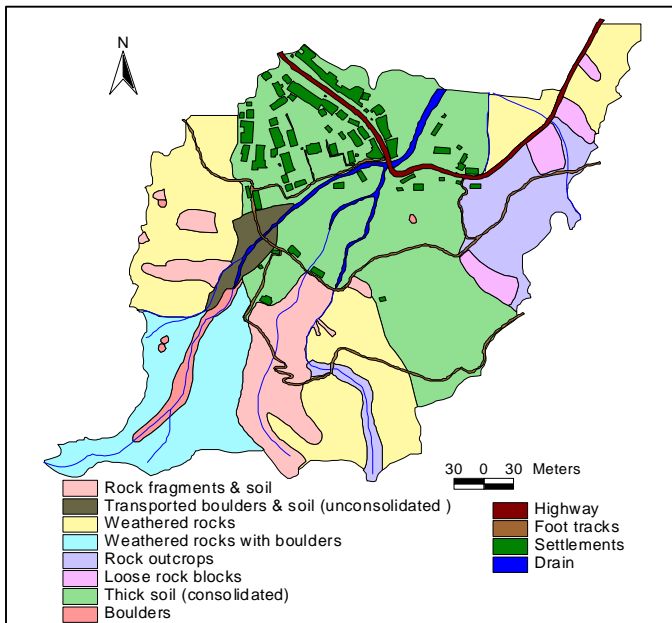 N
30 0 30 Meters
Rock fragments & soil
Transported boulders & soil (unconsolidated )
Weathered rocks
Weathered rocks with boulders
Rock outcrops
Loose rock blocks
Thick soil (consolidated)
Boulders
Highway
Foot tracks
Settlements
Drain